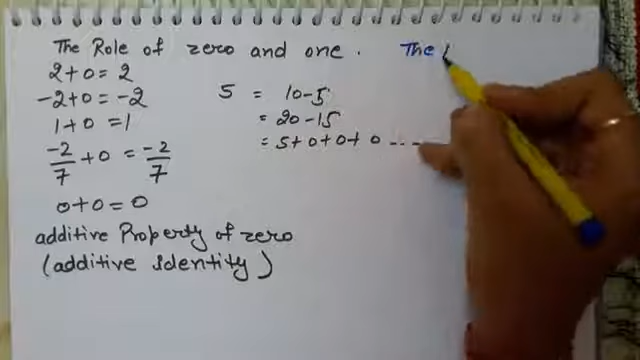 The Role of zero and one. The
2+0=2
-2+0=-2
5 = 10-5
1+0=1
= 20-15
-2/7 +0 = -2/7
= 5+0+0+0 ----
0+0=0
additive Property of zero
(additive Identity)